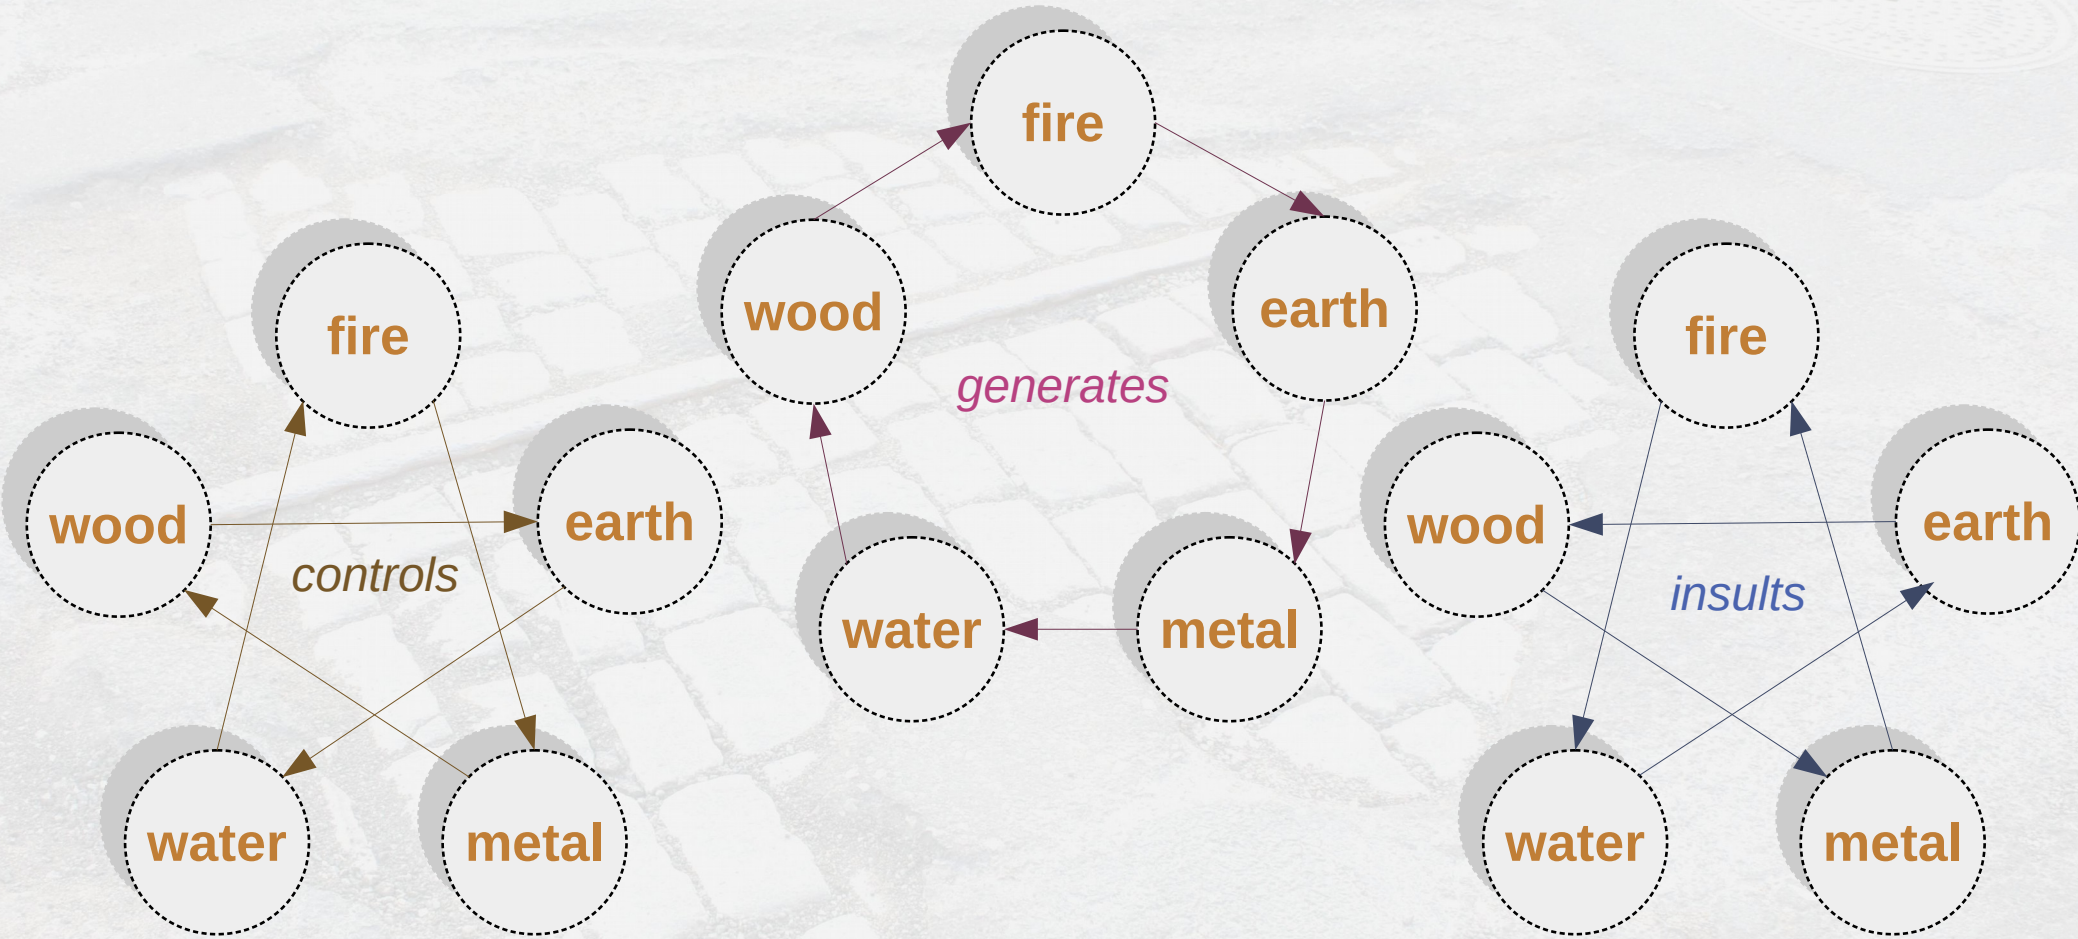 fire
wood
earth
generates
water
metal
fire
wood
earth
controls
water
metal
fire
wood
earth
insults
water
metal